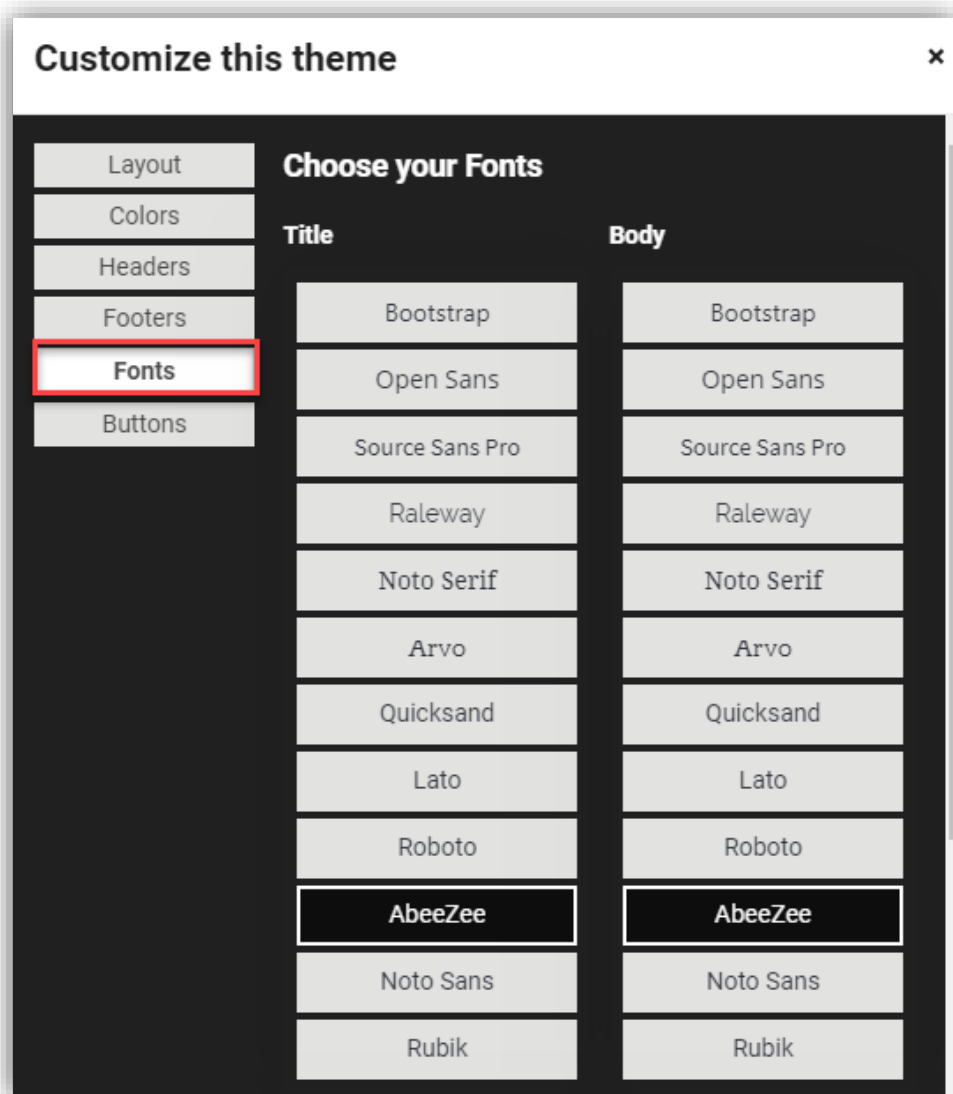 Customize this theme ×
Layout
Colors
Headers
Footers
Fonts
Buttons
Choose your Fonts
Title Body
Bootstrap Bootstrap
Open Sans Open Sans
Source Sans Pro Source Sans Pro
Raleway Raleway
Noto Serif Noto Serif
Arvo Arvo
Quicksand Quicksand
Lato Lato
Roboto Roboto
AbeeZee AbeeZee
Noto Sans Noto Sans
Rubik Rubik